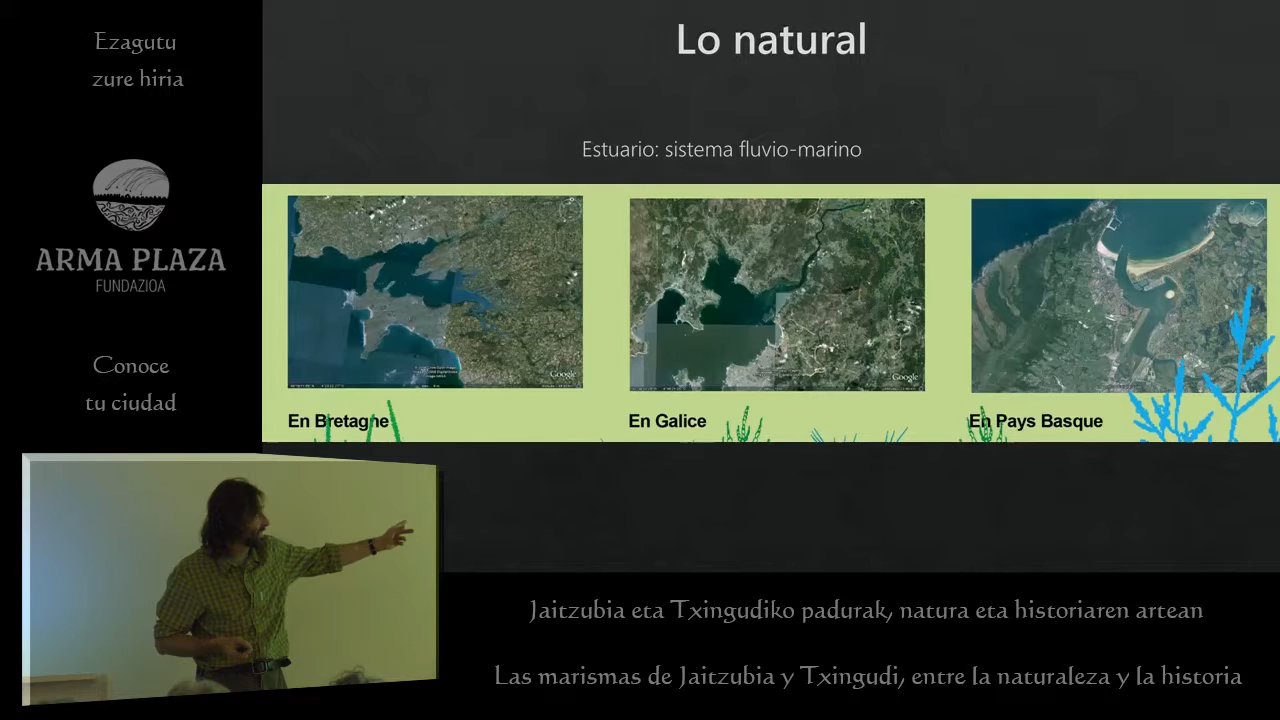 Ezagutu
zure hiria
ARMA PLAZA
FUNDAZIOA
Conoce
tu ciudad
Lo natural
Estuario: sistema fluvio-marino
Google
Google
En Bretagne
En Galice
En Pays Basque
Jaitzubia eta Txingudiko padurak, natura eta historiaren artean
Las marismas de Jaitzubia y Txingudi, entre la naturaleza y la historia